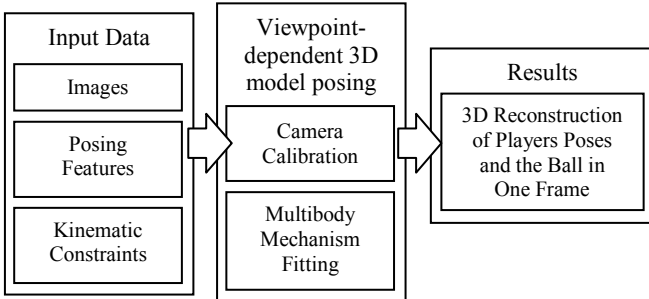 Input Data
Images
Posing
Features
Kinematic
Constraints
Viewpoint-
dependent 3D
model posing
Camera
Calibration
Multibody
Mechanism
Fitting
Results
3D Reconstruction
of Players Poses
and the Ball in
One Frame